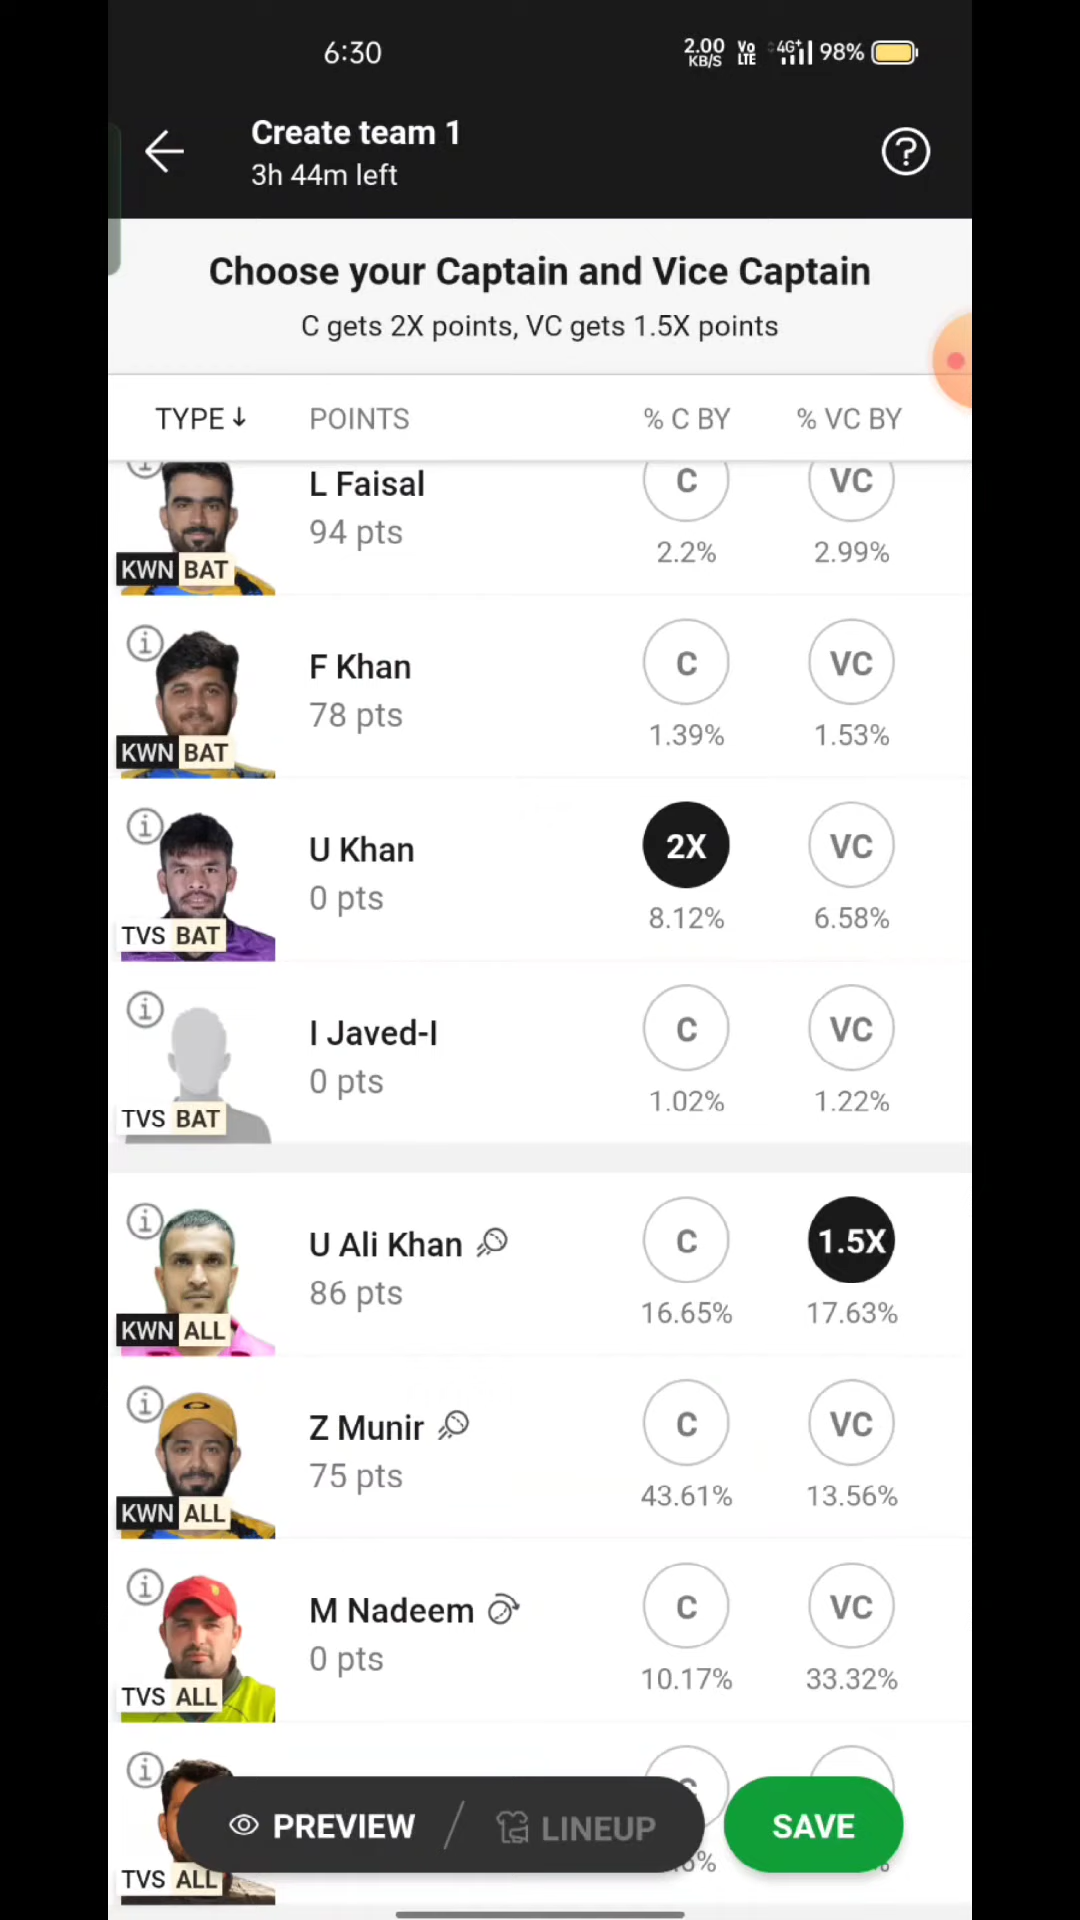 6:30
2.00 KB/S Vo LTE 4G+ 98%
Create team 1
3h 44m left
Choose your Captain and Vice Captain
C gets 2X points, VC gets 1.5X points
TYPE↓ POINTS % C BY % VC BY
L Faisal C VC
94 pts
2.2% 2.99%
KWN BAT
F Khan C VC
78 pts
1.39% 1.53%
KWN BAT
U Khan 2X VC
0 pts
8.12% 6.58%
TVS BAT
I Javed-I C VC
0 pts
1.02% 1.22%
TVS BAT
U Ali Khan C 1.5X
86 pts
16.65% 17.63%
KWN ALL
Z Munir C VC
75 pts
43.61% 13.56%
KWN ALL
M Nadeem C VC
0 pts
10.17% 33.32%
TVS ALL
PREVIEW / LINEUP SAVE
TVS ALL